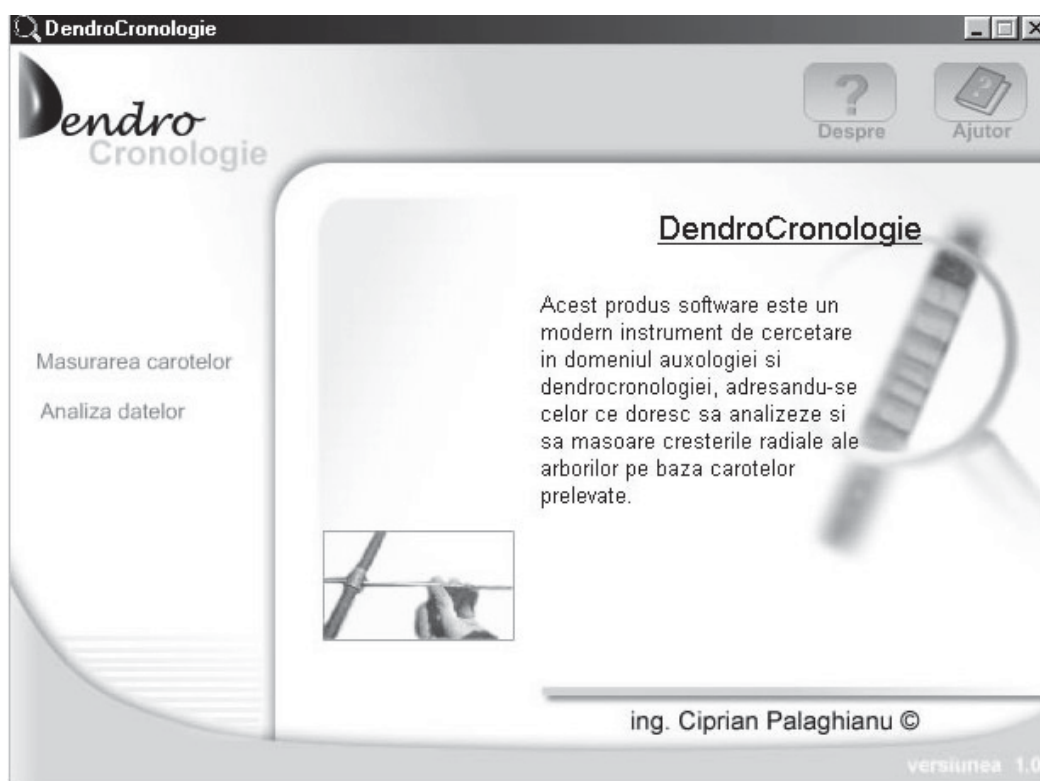 DendroCronologie
Dendro
Cronologie
Despre
Ajutor
DendroCronologie
Acest produs software este un
modern instrument de cercetare
in domeniul auxologiei si
dendrocronologiei, adresandu-se
celor ce doresc sa analizeze si
sa masoare cresterile radiale ale
arborilor pe baza carotelor
prelevate.
Masurarea carotelor
Analiza datelor
ing. Ciprian Palaghianu ©
versiunea 1.0